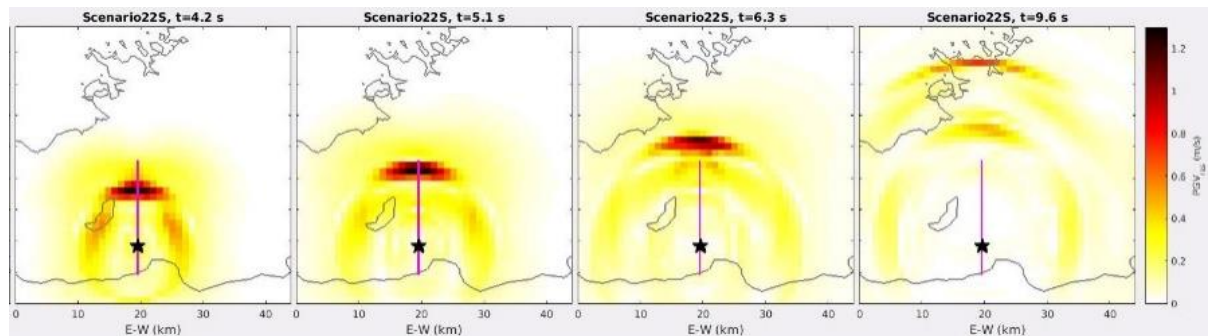 Scenario22S, t=4.2 s
Scenario22S, t=5.1 s
Scenario22S, t=6.3 s
Scenario22S, t=9.6 s
1.2
1
0.8
0.6
0.4
0.2
0
0 10 20 30 40
0 10 20 30 40
0 10 20 30 40
0 10 20 30 40
E-W (km)
E-W (km)
E-W (km)
E-W (km)